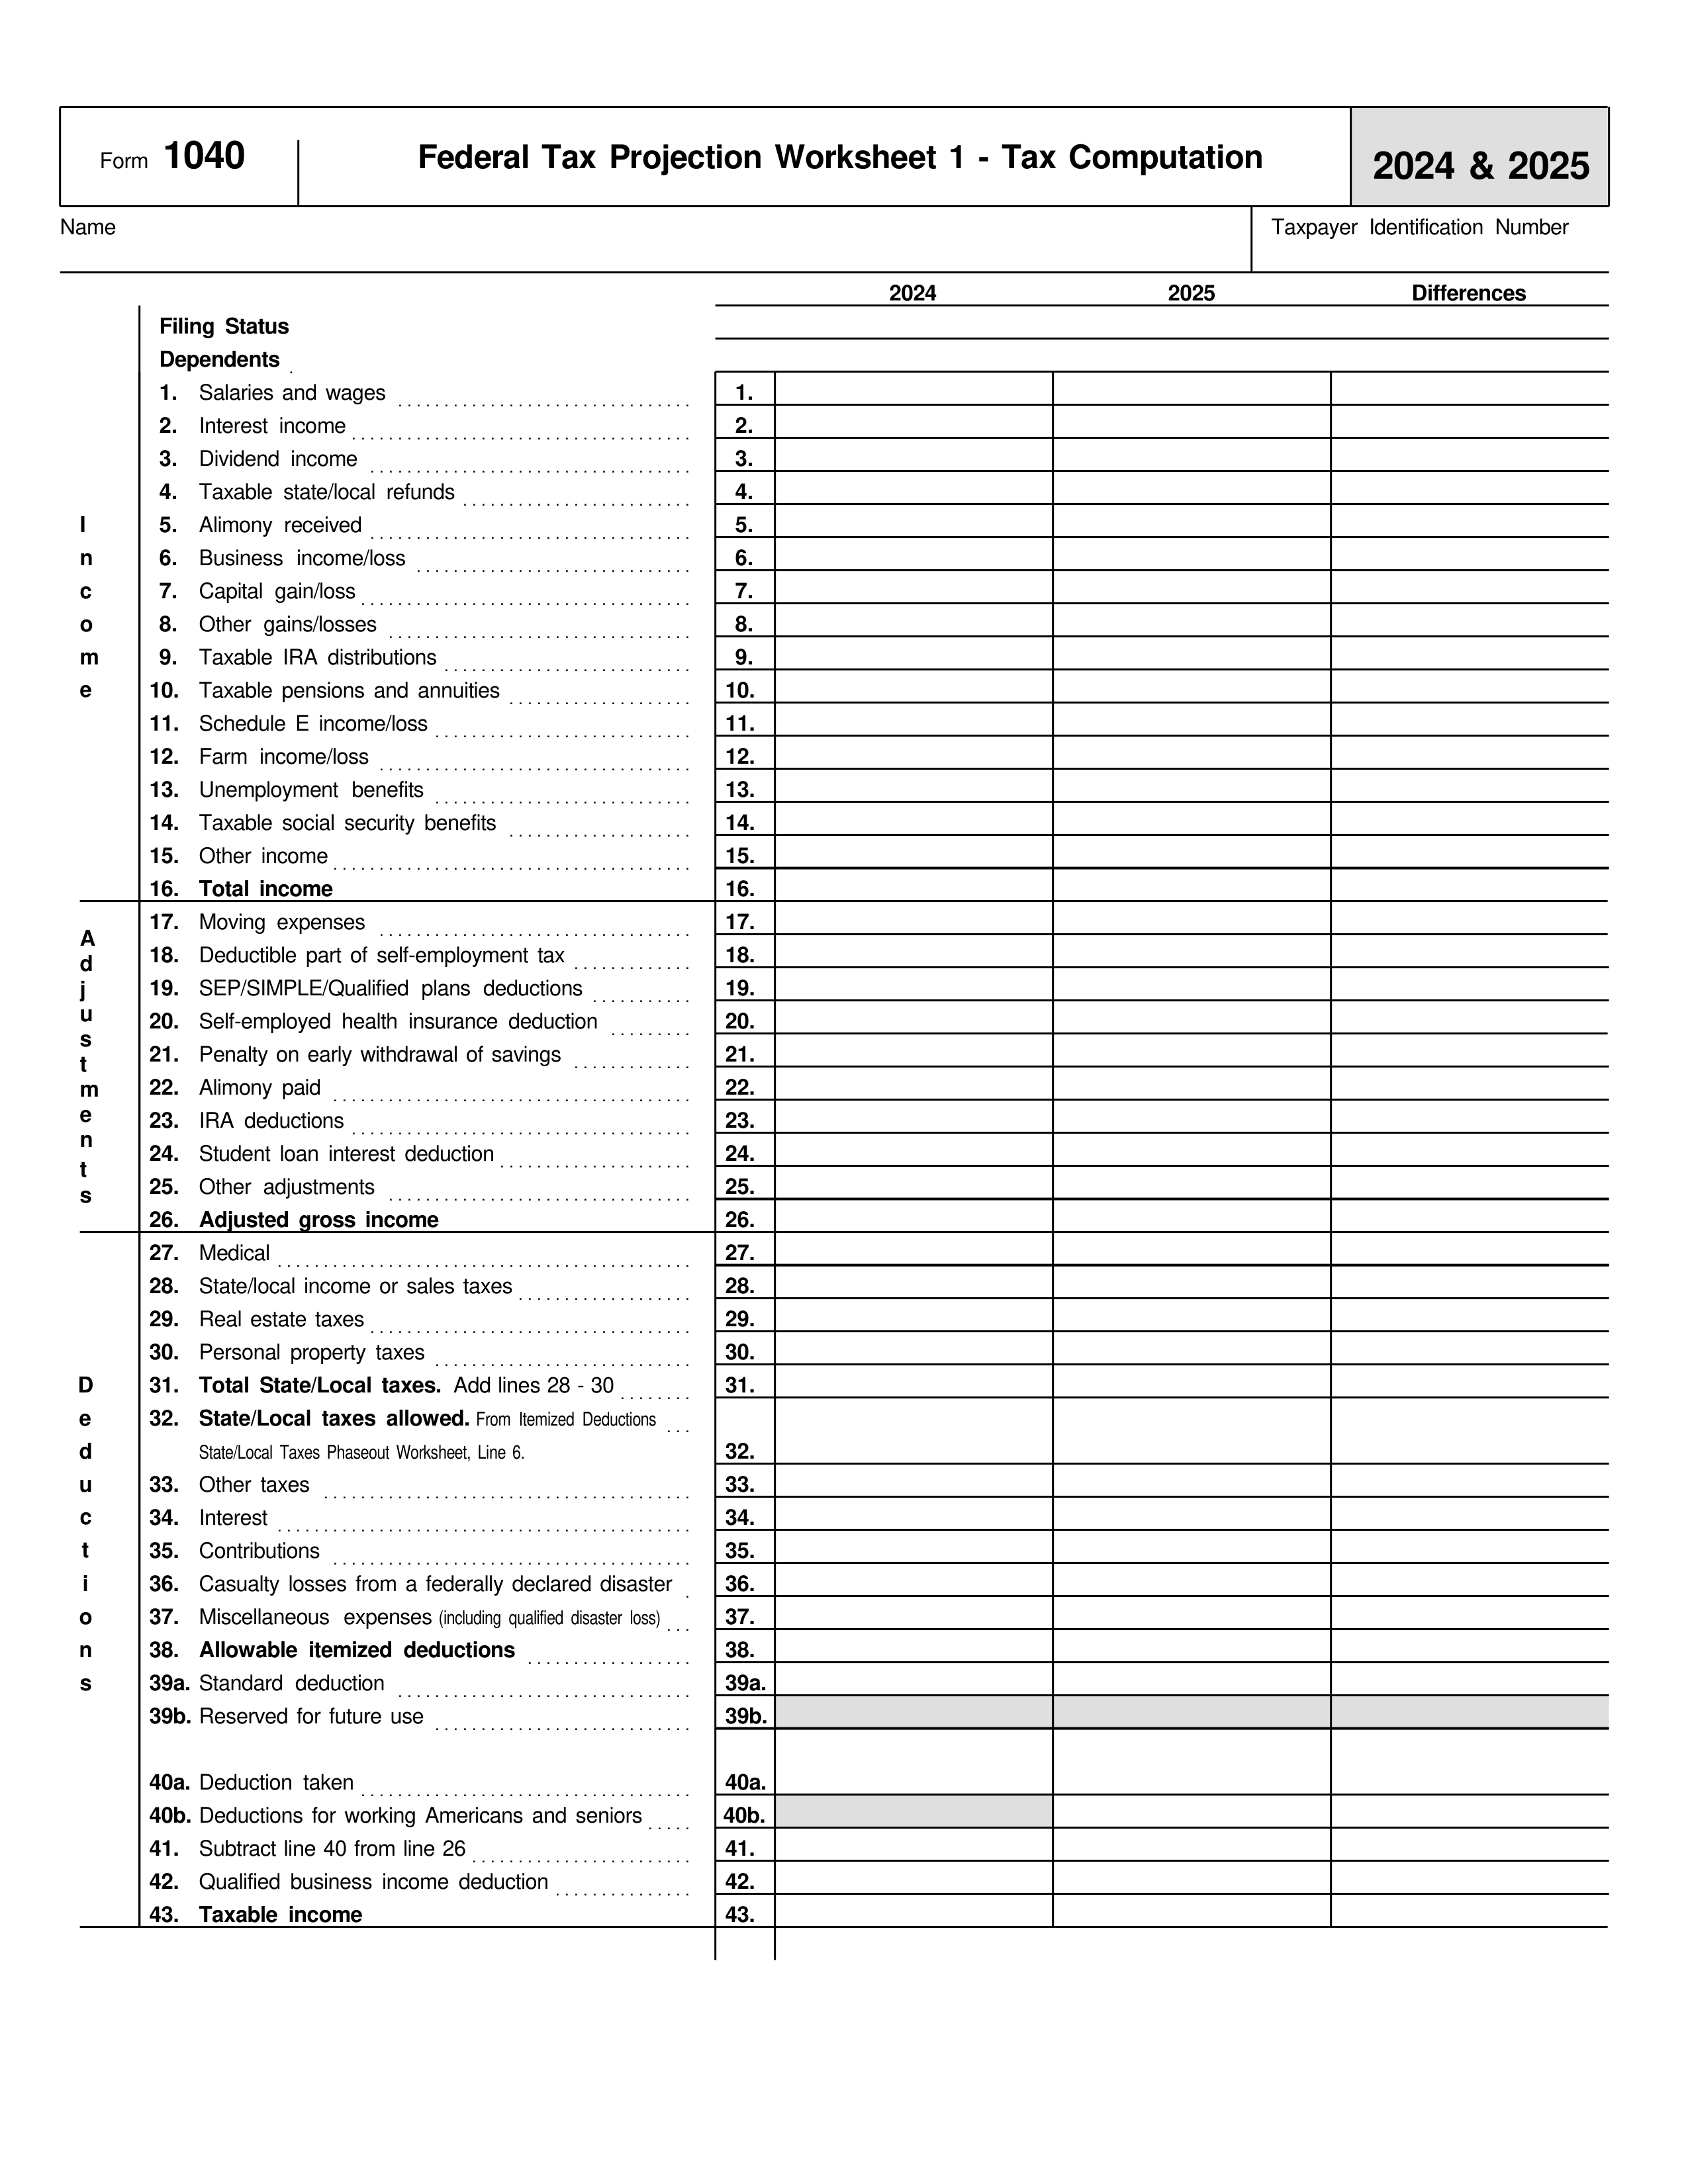 Form 1040 Federal Tax Projection Worksheet 1 - Tax Computation 2024 & 2025
Name Taxpayer Identification Number
2024 2025 Differences
Filing Status
Dependents .
1. Salaries and wages 1.
2. Interest income 2.
3. Dividend income 3.
4. Taxable state/local refunds 4.
5. Alimony received 5.
6. Business income/loss 6.
7. Capital gain/loss 7.
8. Other gains/losses 8.
9. Taxable IRA distributions 9.
10. Taxable pensions and annuities 10.
11. Schedule E income/loss 11.
12. Farm income/loss 12.
13. Unemployment benefits 13.
14. Taxable social security benefits 14.
15. Other income 15.
16. Total income 16.
Income
17. Moving expenses 17.
18. Deductible part of self-employment tax 18.
19. SEP/SIMPLE/Qualified plans deductions 19.
20. Self-employed health insurance deduction 20.
21. Penalty on early withdrawal of savings 21.
22. Alimony paid 22.
23. IRA deductions 23.
24. Student loan interest deduction 24.
25. Other adjustments 25.
26. Adjusted gross income 26.
Adjustments
27. Medical 27.
28. State/local income or sales taxes 28.
29. Real estate taxes 29.
30. Personal property taxes 30.
31. Total State/Local taxes. Add lines 28 - 30 31.
32. State/Local taxes allowed. From Itemized Deductions
State/Local Taxes Phaseout Worksheet, Line 6. 32.
33. Other taxes 33.
34. Interest 34.
35. Contributions 35.
36. Casualty losses from a federally declared disaster 36.
37. Miscellaneous expenses (including qualified disaster loss) 37.
38. Allowable itemized deductions 38.
39a. Standard deduction 39a.
39b. Reserved for future use 39b.
40a. Deduction taken 40a.
40b. Deductions for working Americans and seniors 40b.
41. Subtract line 40 from line 26 41.
42. Qualified business income deduction 42.
43. Taxable income 43.
Deductions